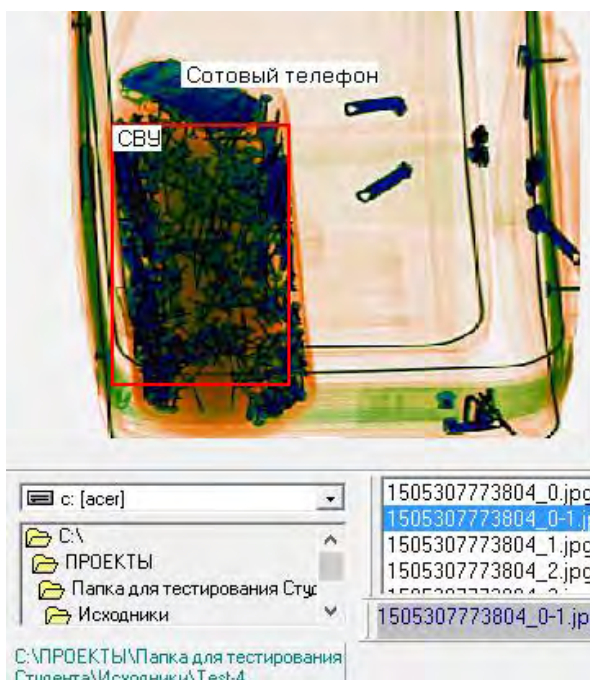 Сотовый телефон
СВУ
c: [acer]
C:\
ПРОЕКТЫ
Папка для тестирования Сту
Исходники
C:\ПРОЕКТЫ\Папка для тестирования
Студента\Исходники\Test-4
1505307773804_0.jpg
1505307773804_0-1.jp
1505307773804_1.jpg
1505307773804_2.jpg
1505307773804_0-1.jp